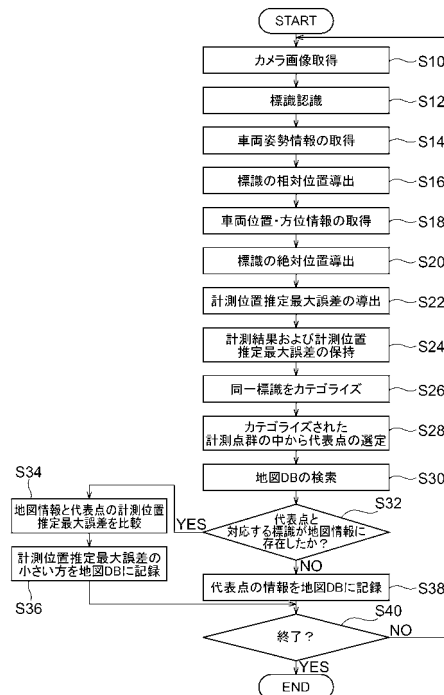 START
カメラ画像取得
S10
標識認識
S12
車両姿勢情報の取得
S14
標識の相対位置導出
S16
車両位置・方位情報の取得
S18
標識の絶対位置導出
S20
計測位置推定最大誤差の導出
S22
計測結果および計測位置
推定最大誤差の保持
S24
同一標識をカテゴライズ
S26
カテゴライズされた
計測点群の中から代表点の選定
S28
地図DBの検索
S30
代表点と
対応する標識が地図情報に
存在したか?
S32
YES
NO
S34
地図情報と代表点の計測位置
推定最大誤差を比較
計測位置推定最大誤差の
小さい方を地図DBに記録
S36
代表点の情報を地図DBに記録
S38
終了?
S40
NO
YES
END